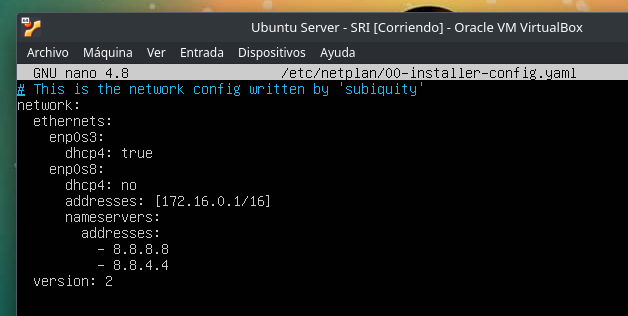 Ubuntu Server - SRI [Corriendo] - Oracle VM VirtualBox
Archivo Máquina Ver Entrada Dispositivos Ayuda
GNU nano 4.8 /etc/netplan/00-installer-config.yaml
# This is the network config written by 'subiquity'
network:
  ethernets:
    enp0s3:
      dhcp4: true
    enp0s8:
      dhcp4: no
      addresses: [172.16.0.1/16]
      nameservers:
        addresses:
          - 8.8.8.8
          - 8.8.4.4
  version: 2